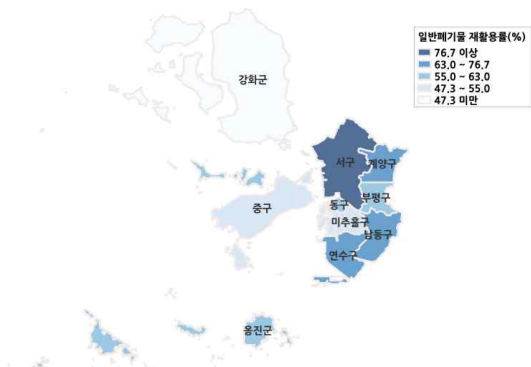 일반폐기물 재활용률(%)
76.7 이상
63.0 ~ 76.7
55.0 ~ 63.0
47.3 ~ 55.0
47.3 미만
강화군
서구
계양구
부평구
동구
중구
미추홀구
남동구
연수구
옹진군